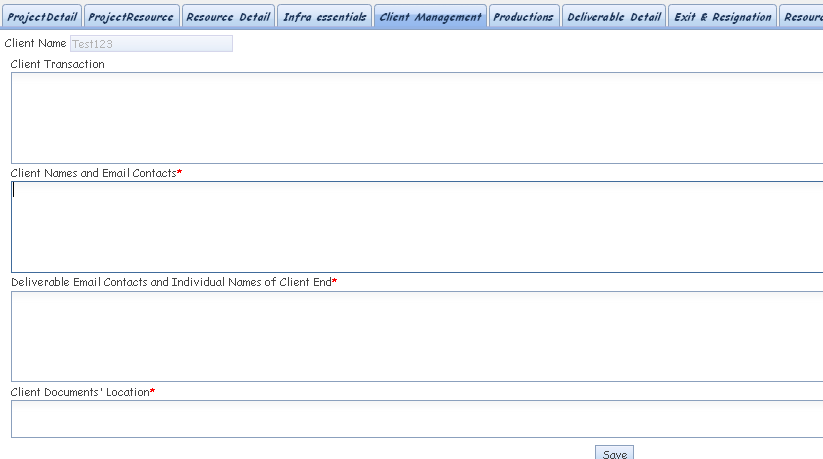 ProjectDetail ProjectResource Resource Detail Infra essentials Client Management Productions Deliverable Detail Exit & Resignation Resour
Client Name Test123
Client Transaction
Client Names and Email Contacts*
Deliverable Email Contacts and Individual Names of Client End*
Client Documents' Location*
Save